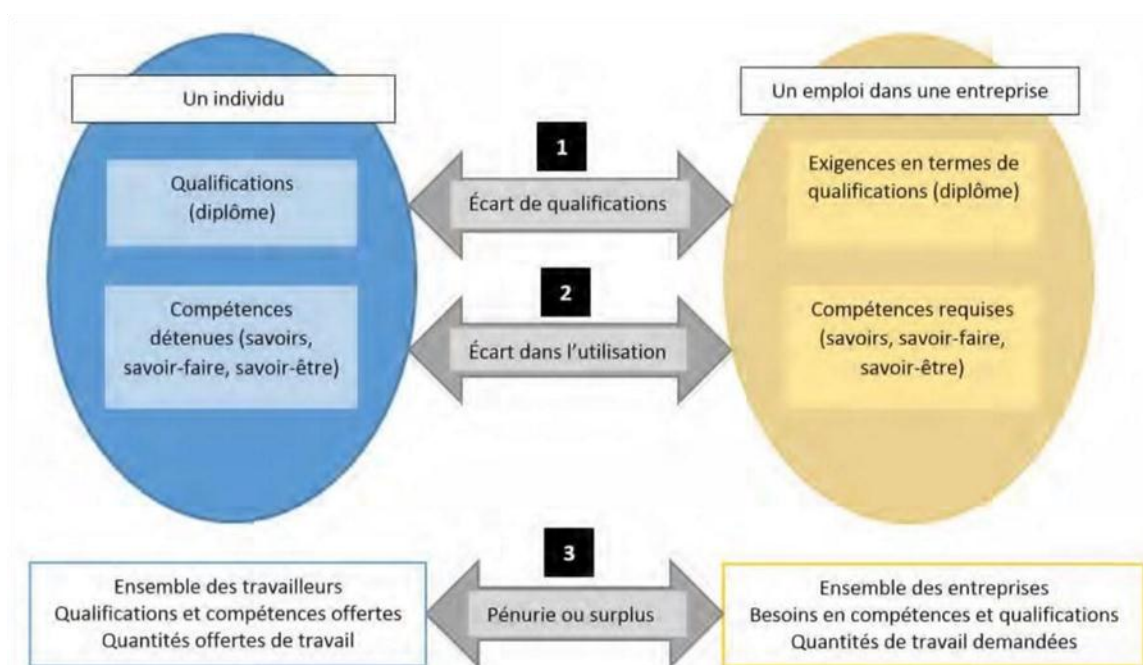 Un individu
Un emploi dans une entreprise
1
Qualifications
(diplôme)
Écart de qualifications
Exigences en termes de
qualifications (diplôme)
2
Compétences
détenues (savoirs,
savoir-faire, savoir-être)
Écart dans l'utilisation
Compétences requises
(savoirs, savoir-faire,
savoir-être)
3
Ensemble des travailleurs
Qualifications et compétences offertes
Quantités offertes de travail
Pénurie ou surplus
Ensemble des entreprises
Besoins en compétences et qualifications
Quantités de travail demandées